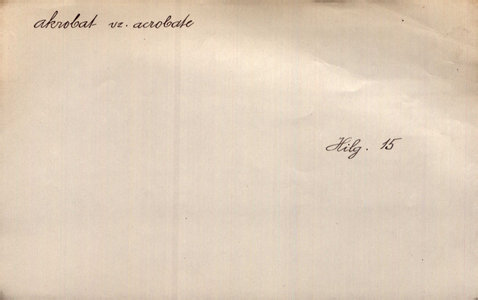 akrobat vz. acrobate
Hilg. 15